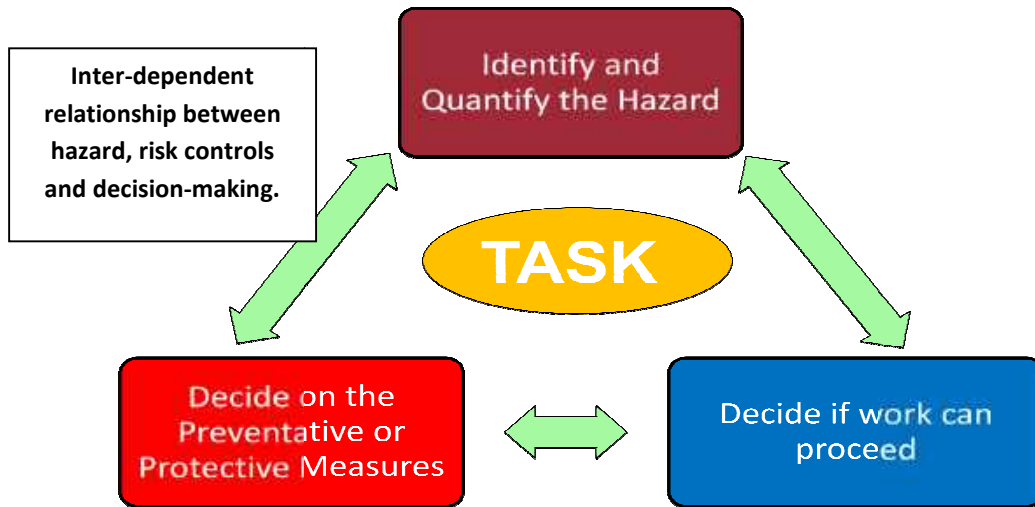 Inter-dependent
relationship between
hazard, risk controls
and decision-making.
Identify and
Quantify the Hazard
TASK
Decide on the
Preventative or
Protective Measures
Decide if work can
proceed